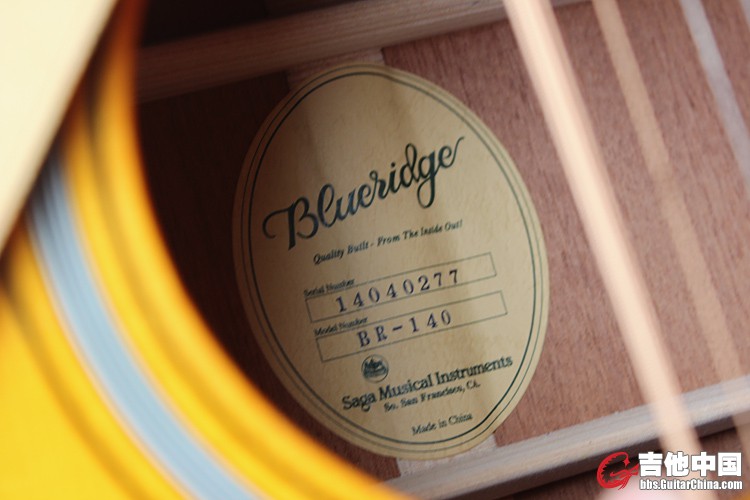 Blueridge
Quality Built - From The Inside Out!
Serial Number
14040277
Model Number
BR-140
Saga Musical Instruments
So. San Francisco, CA.
Made in China
吉他中国
bbs.GuitarChina.com